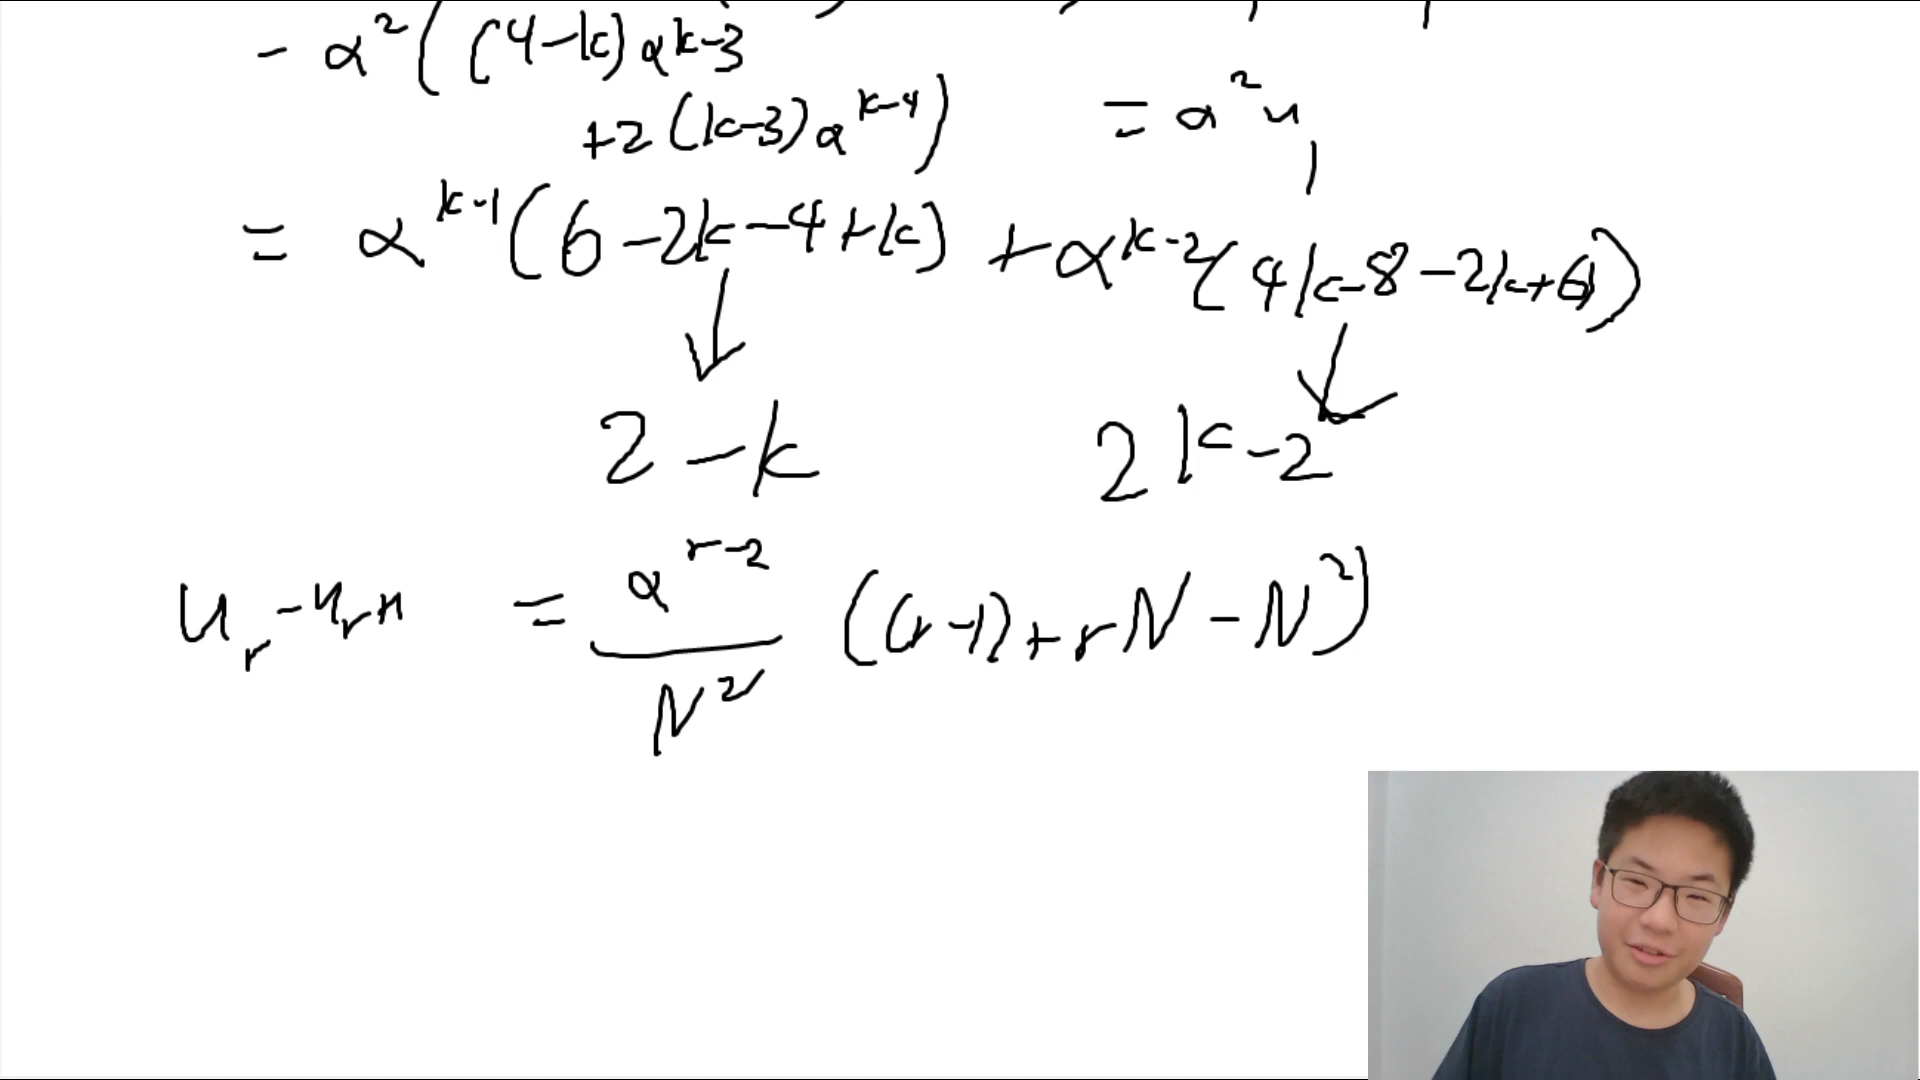 - α²((4-k)α^{k-3}
+2(k-3)α^{k-4})
= α²u₁
= α^{k-1}(6-2k-4+k) + α^{k-2}(4k-8-2k+6)
2-k
2k-2
u_r - u_{r+1} = α^{r-2}/N² ((r-1)+rN-N²)